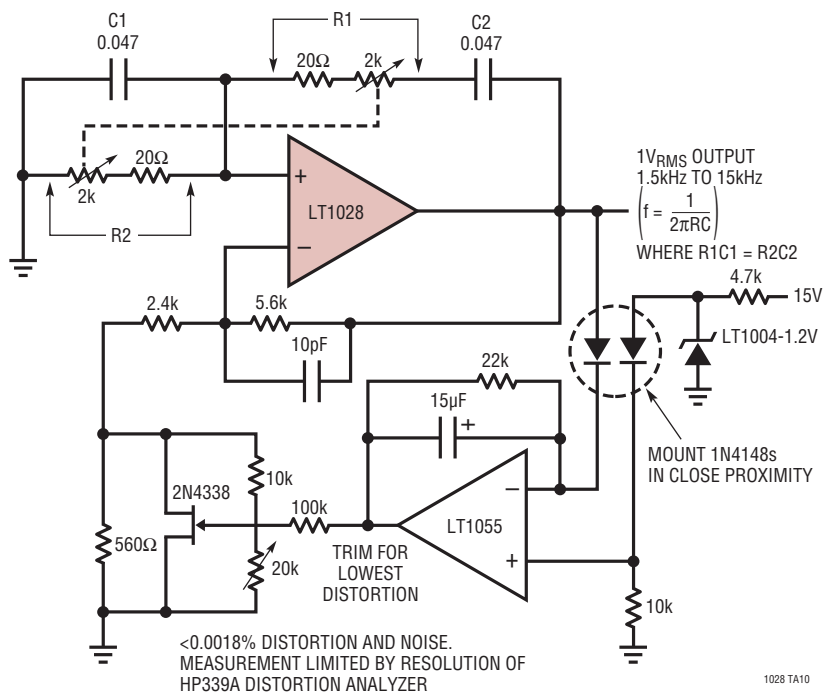 C1
0.047
R1
C2
0.047
20Ω
2k
20Ω
2k
R2
+
LT1028
−
1VRMS OUTPUT
1.5kHz TO 15kHz
(f = 1/2πRC)
WHERE R1C1 = R2C2
4.7k
15V
LT1004-1.2V
2.4k
5.6k
10pF
22k
15µF
+
MOUNT 1N4148s
IN CLOSE PROXIMITY
10k
2N4338
100k
−
LT1055
+
560Ω
20k
TRIM FOR
LOWEST
DISTORTION
10k
<0.0018% DISTORTION AND NOISE.
MEASUREMENT LIMITED BY RESOLUTION OF
HP339A DISTORTION ANALYZER
1028 TA10